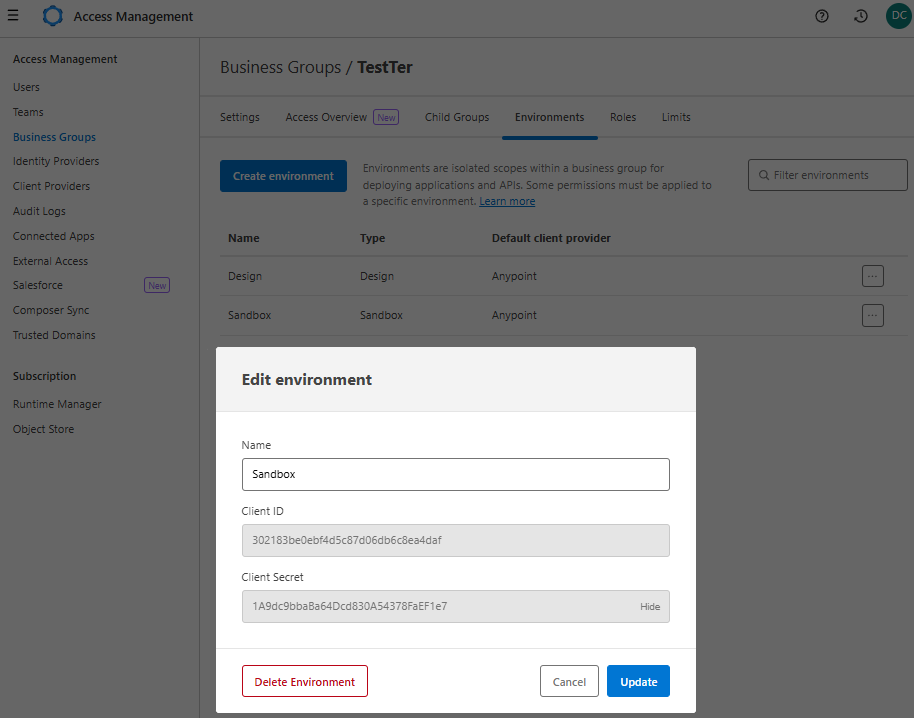 Access Management
DC
Access Management
Users
Teams
Business Groups
Identity Providers
Client Providers
Audit Logs
Connected Apps
External Access
Salesforce New
Composer Sync
Trusted Domains
Subscription
Runtime Manager
Object Store
Business Groups / TestTer
Settings Access Overview New Child Groups Environments Roles Limits
Create environment
Environments are isolated scopes within a business group for
deploying applications and APIs. Some permissions must be applied to
a specific environment. Learn more
Filter environments
Name Type Default client provider
Design Design Anypoint ...
Sandbox Sandbox Anypoint ...
Edit environment
Name
Sandbox
Client ID
302183be0ebf4d5c87d06db6c8ea4daf
Client Secret
1A9dc9bbaBa64Dcd830A54378FaEF1e7 Hide
Delete Environment Cancel Update